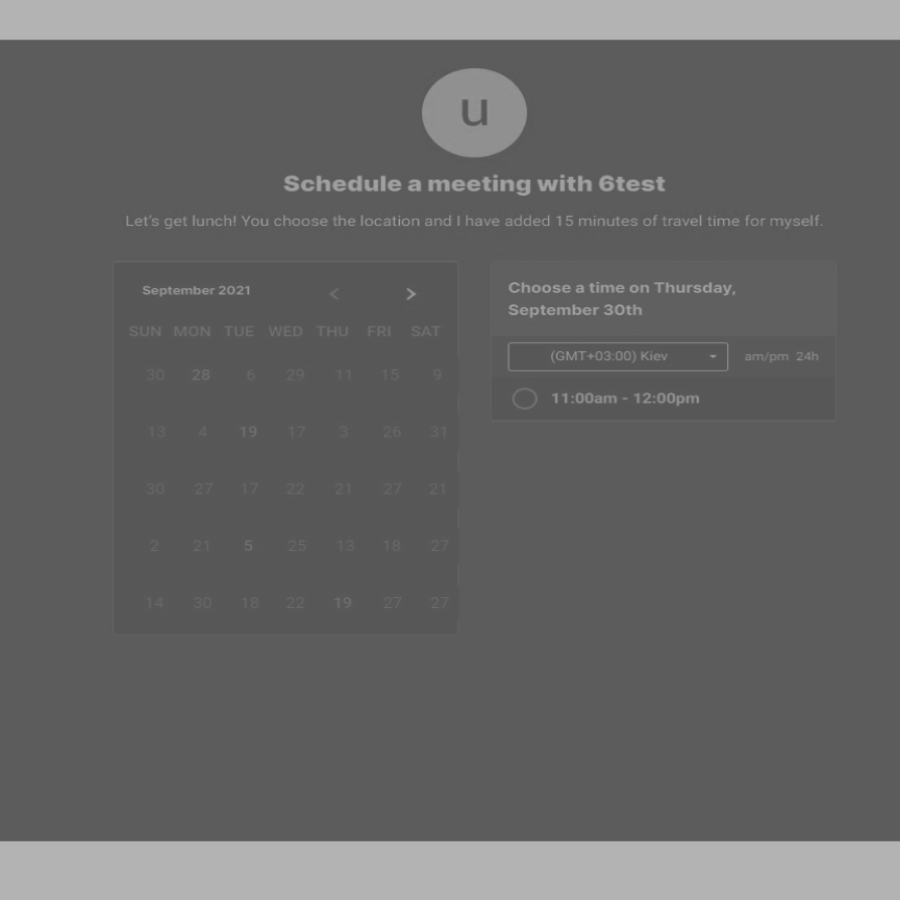 u
Schedule a meeting with 6test
Let's get lunch! You choose the location and I have added 15 minutes of travel time for myself.
September 2021 < >
SUN MON TUE WED THU FRI SAT
30 28 6 29 11 15 9
13 4 19 17 3 26 31
30 27 17 22 21 27 21
2 21 5 25 13 18 27
14 30 18 22 19 27 27
Choose a time on Thursday,
September 30th
(GMT+03:00) Kiev am/pm 24h
11:00am - 12:00pm